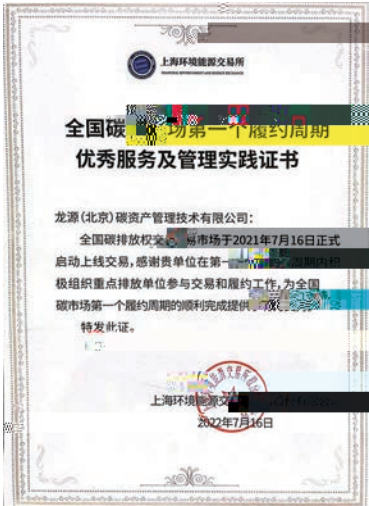 上海环境能源交易所
全国碳 场第一个履约周期
优秀服务及管理实践证书
龙源（北京）碳资产管理技术有限公司：
全国碳排放权交 易市场于2021年7月16日正式
启动上线交易，感谢贵单位在第一 周期内积
极组织重点排放单位参与交易和履约工作，为全国
碳市场第一个履约周期的顺利完成提供
特发此证。
上海环境能源交
2022年7月16日